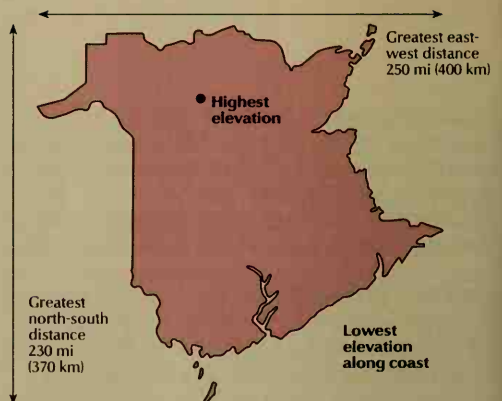 Greatest east-
west distance
250 mi (400 km)
Highest
elevation
Greatest
north-south
distance
230 mi
(370 km)
Lowest
elevation
along coast